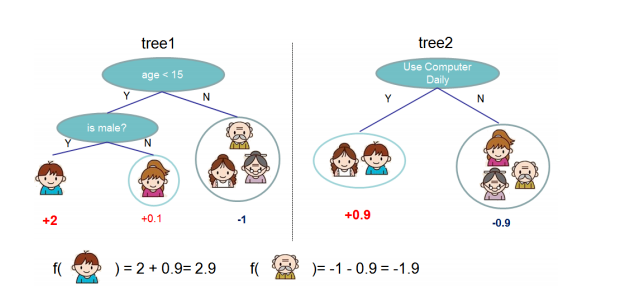 tree1
age < 15
Y
N
is male?
Y
N
+2
+0.1
-1
tree2
Use Computer
Daily
Y
N
+0.9
-0.9
f( ) = 2 + 0.9= 2.9
f( )= -1 - 0.9 = -1.9